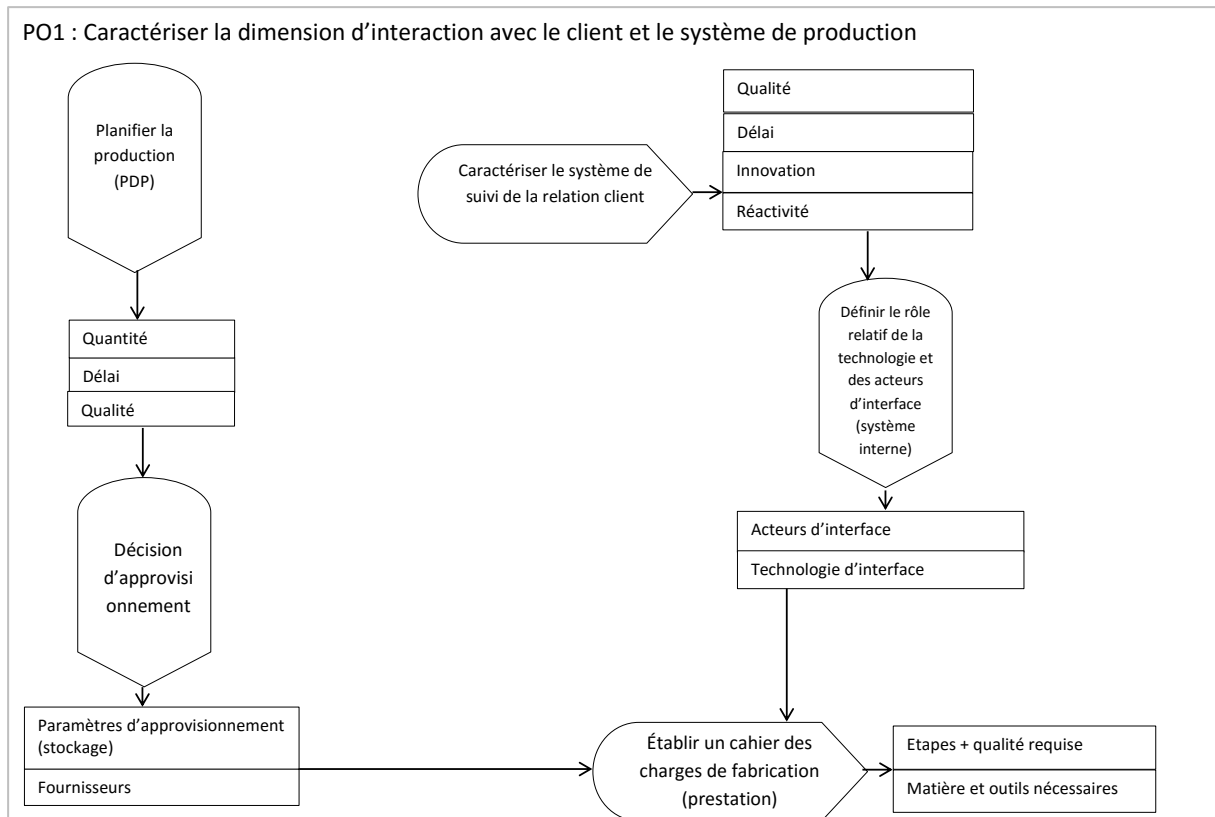 PO1 : Caractériser la dimension d’interaction avec le client et le système de production
Planifier la
production
(PDP)
Quantité
Délai
Qualité
Décision
d’approvisi
onnement
Paramètres d’approvisionnement
(stockage)
Fournisseurs
Caractériser le système de
suivi de la relation client
Qualité
Délai
Innovation
Réactivité
Définir le rôle
relatif de la
technologie et
des acteurs
d’interface
(système
interne)
Acteurs d’interface
Technologie d’interface
Établir un cahier des
charges de fabrication
(prestation)
Etapes + qualité requise
Matière et outils nécessaires